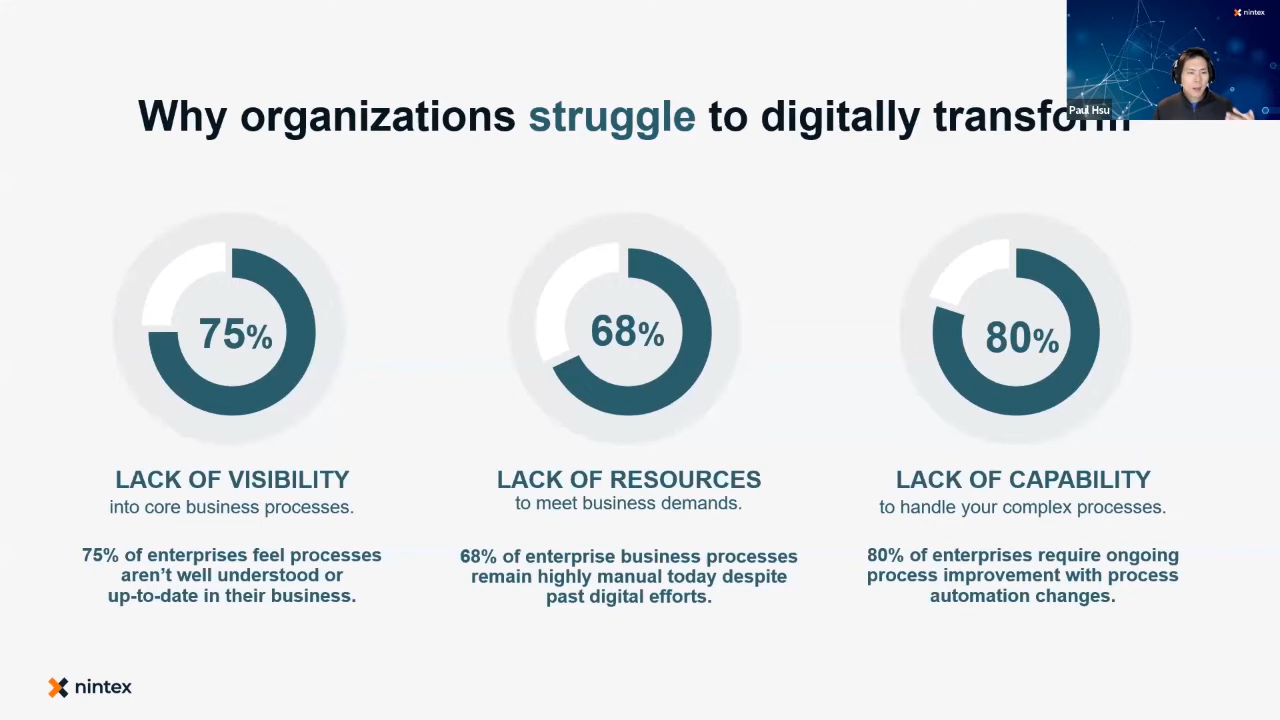 nintex
Paul Hsu
Why organizations struggle to digitally transform
75%
68%
80%
LACK OF VISIBILITY
into core business processes.
75% of enterprises feel processes
aren’t well understood or
up-to-date in their business.
LACK OF RESOURCES
to meet business demands.
68% of enterprise business processes
remain highly manual today despite
past digital efforts.
LACK OF CAPABILITY
to handle your complex processes.
80% of enterprises require ongoing
process improvement with process
automation changes.
nintex